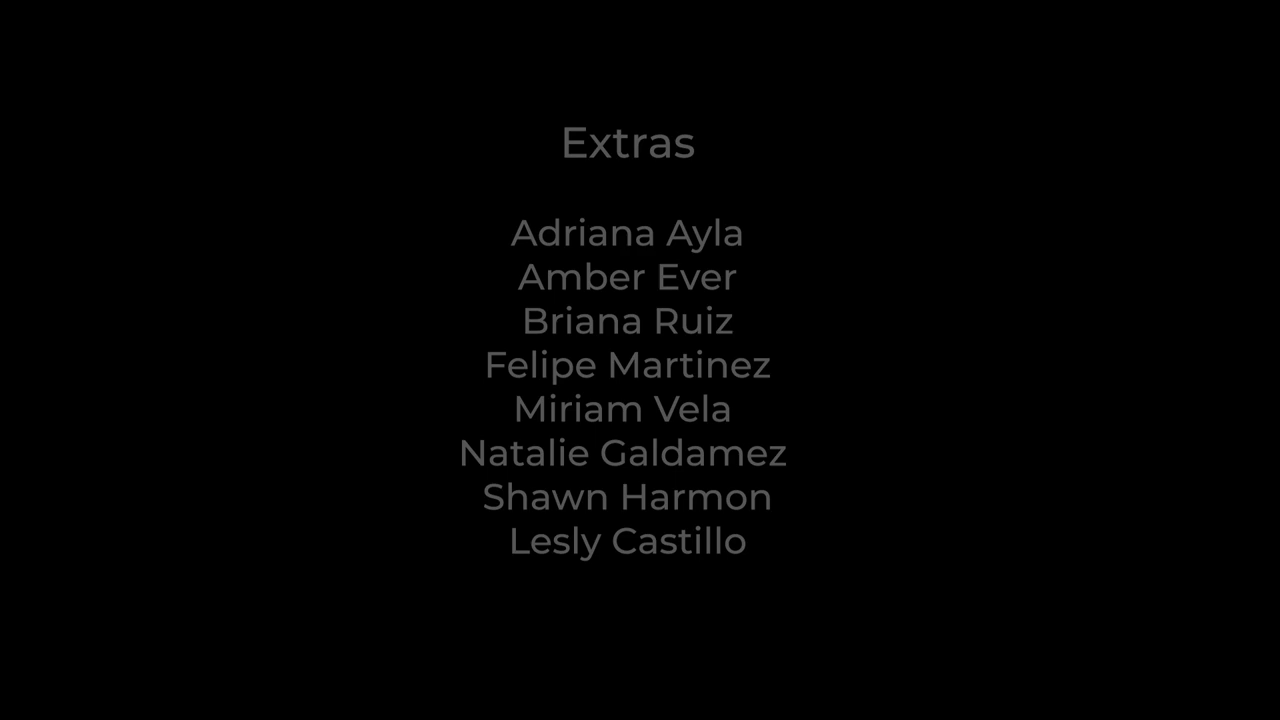 Extras
Adriana Ayla
Amber Ever
Briana Ruiz
Felipe Martinez
Miriam Vela
Natalie Galdamez
Shawn Harmon
Lesly Castillo